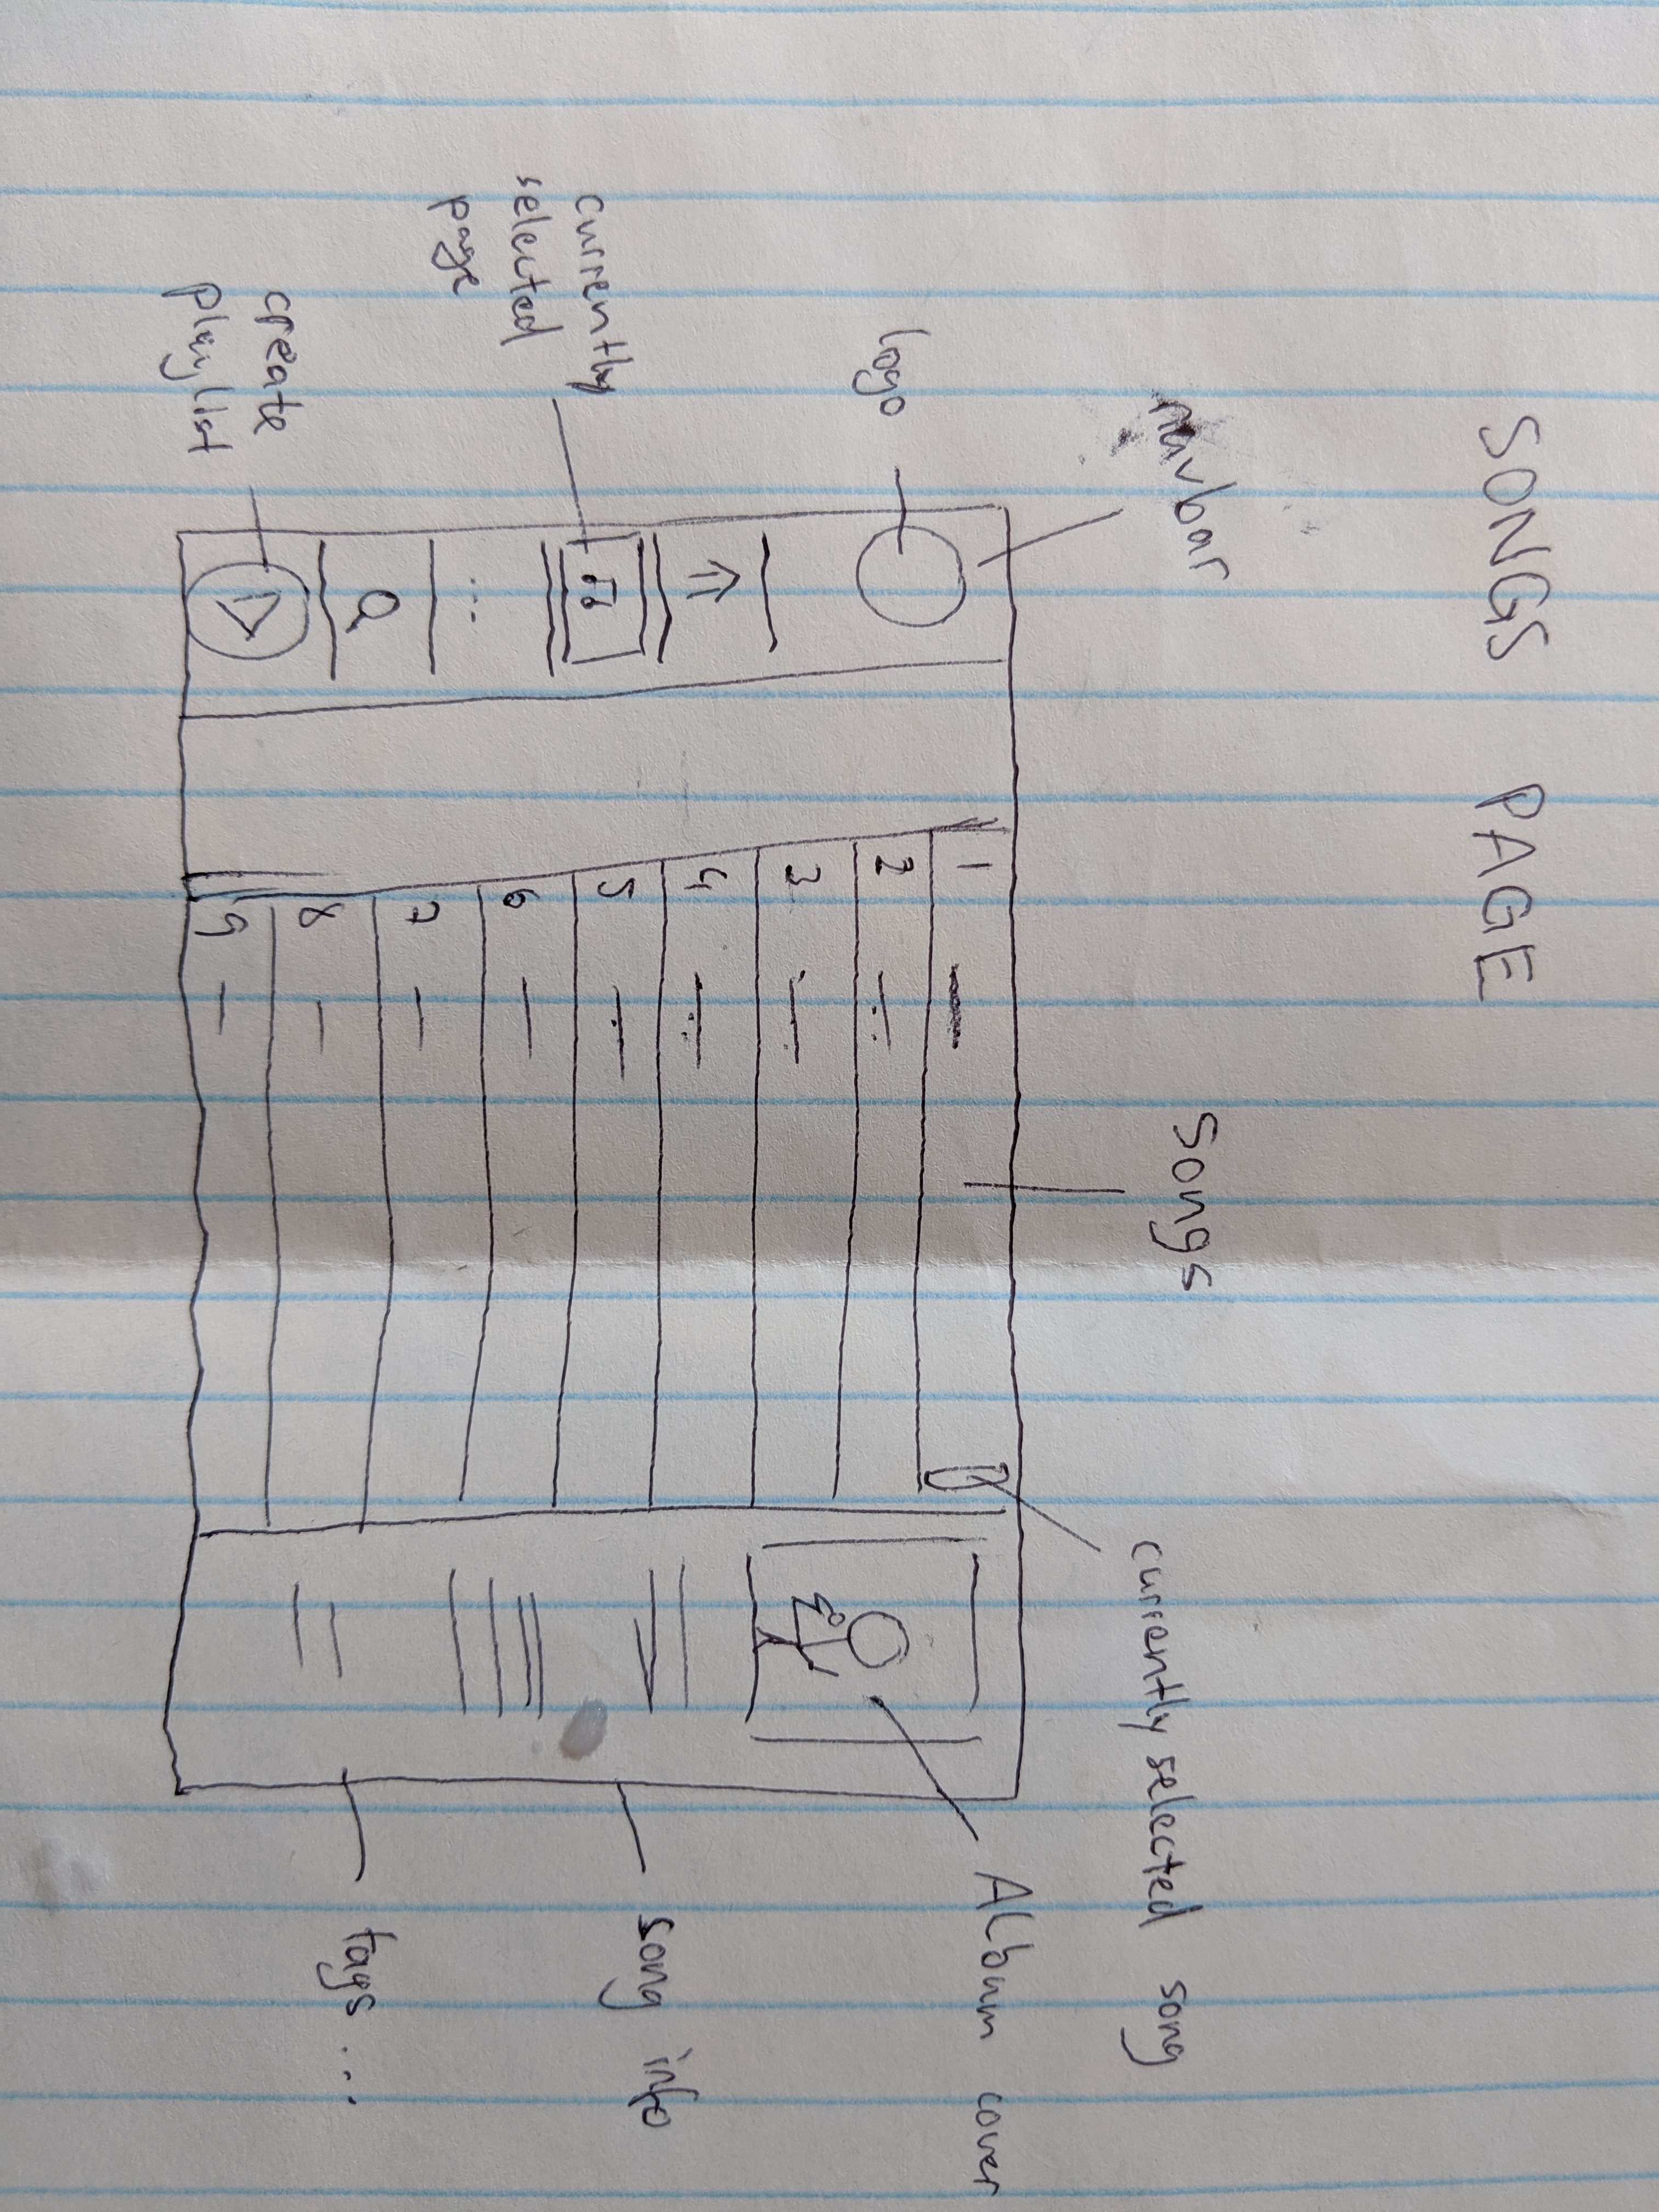 SONGS PAGE
navbar
Songs
currently selected song
logo
Album cover
currently
selected
page
song info
create
playlist
tags ...
1
2
3
4
5
6
7
8
9